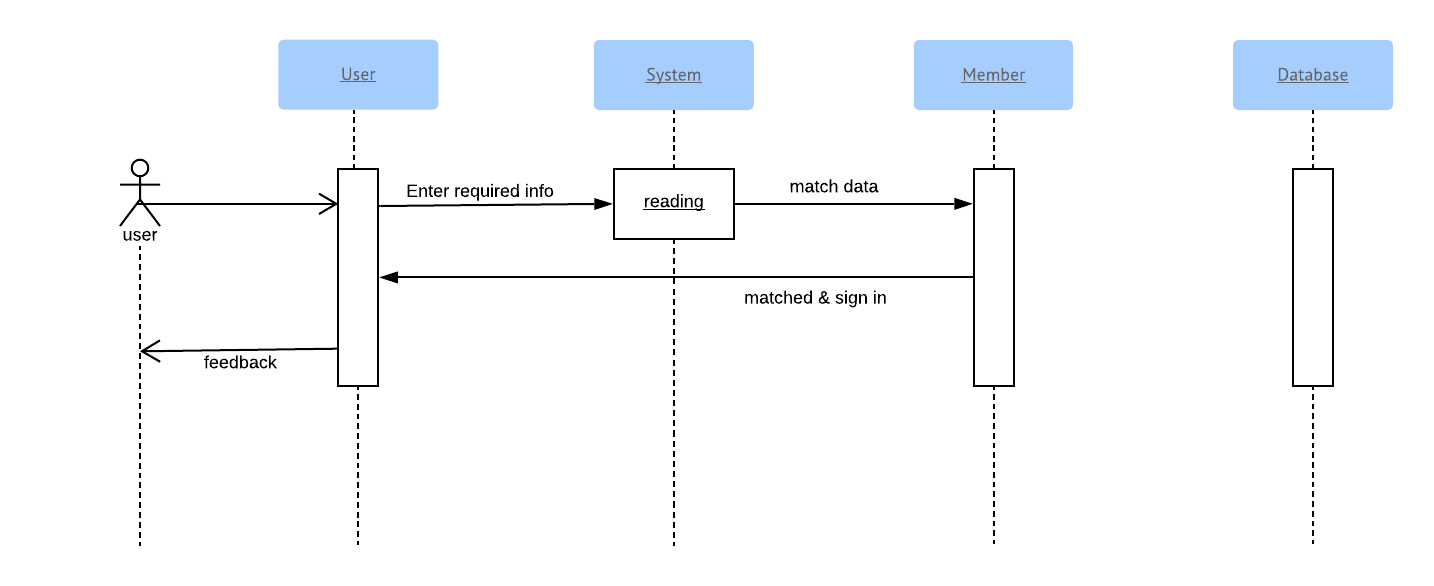 User
System
Member
Database
Enter required info
reading
match data
user
matched & sign in
feedback